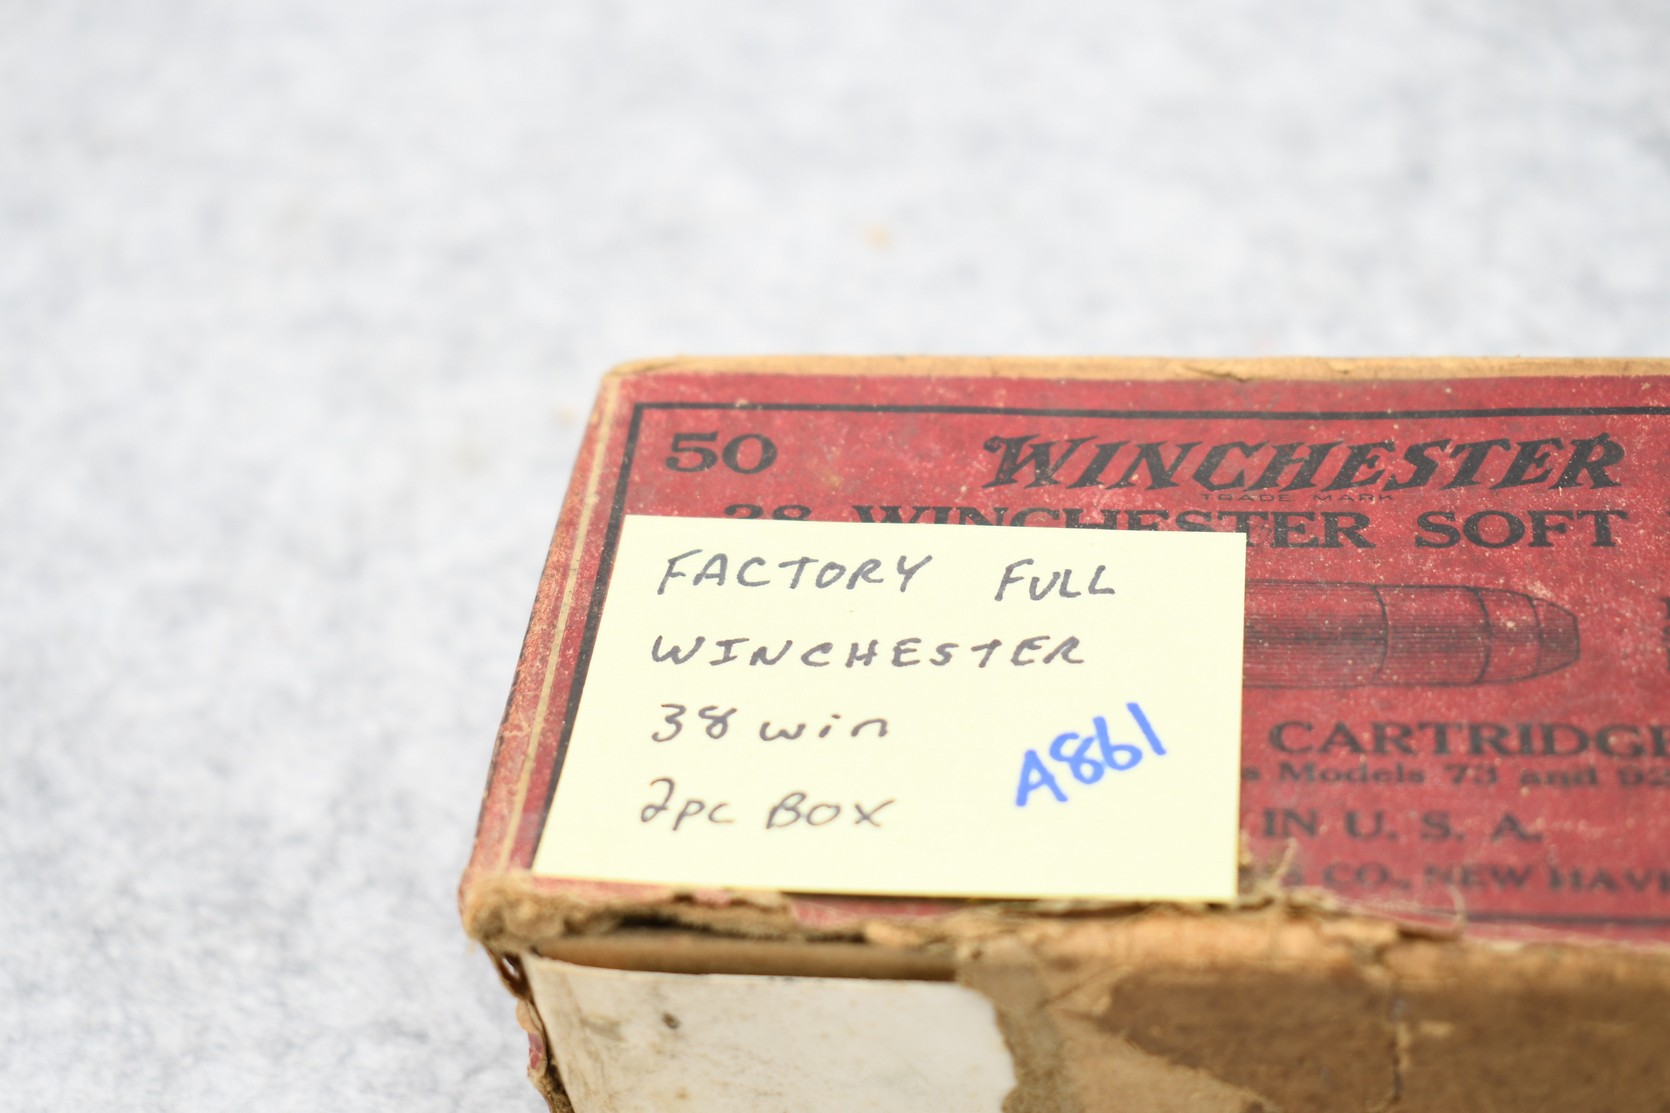 50 WINCHESTER
TRADE MARK
38 WINCHESTER SOFT
FACTORY FULL
WINCHESTER
38 win
2pc BOX
A861
CARTRIDGE
Models 73 and 92
IN U. S. A.
CO., NEW HAVE